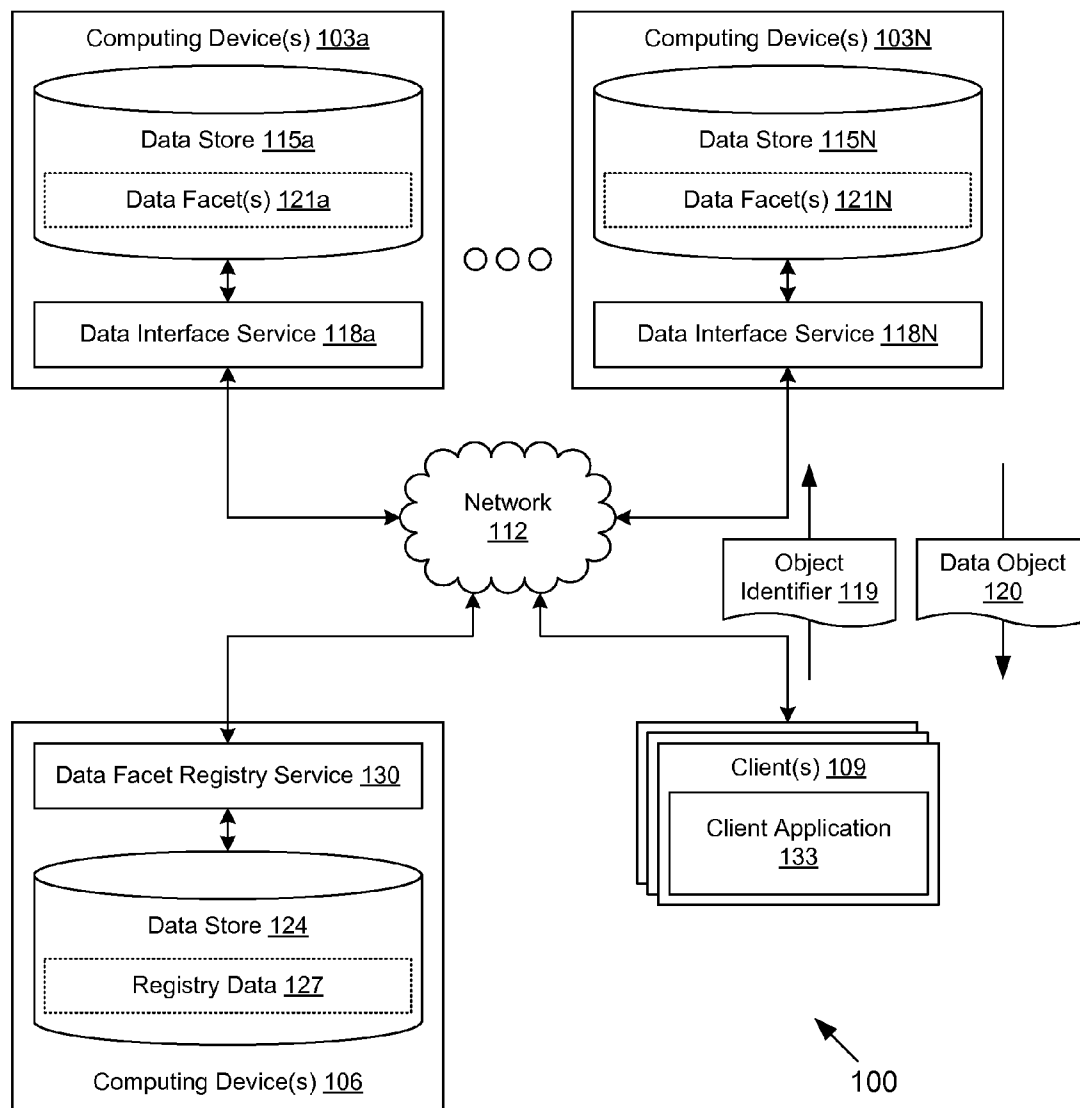 Computing Device(s) 103a
Data Store 115a
Data Facet(s) 121a
Data Interface Service 118a
Computing Device(s) 103N
Data Store 115N
Data Facet(s) 121N
Data Interface Service 118N
Network
112
Object
Identifier 119
Data Object
120
Data Facet Registry Service 130
Data Store 124
Registry Data 127
Computing Device(s) 106
Client(s) 109
Client Application
133
100